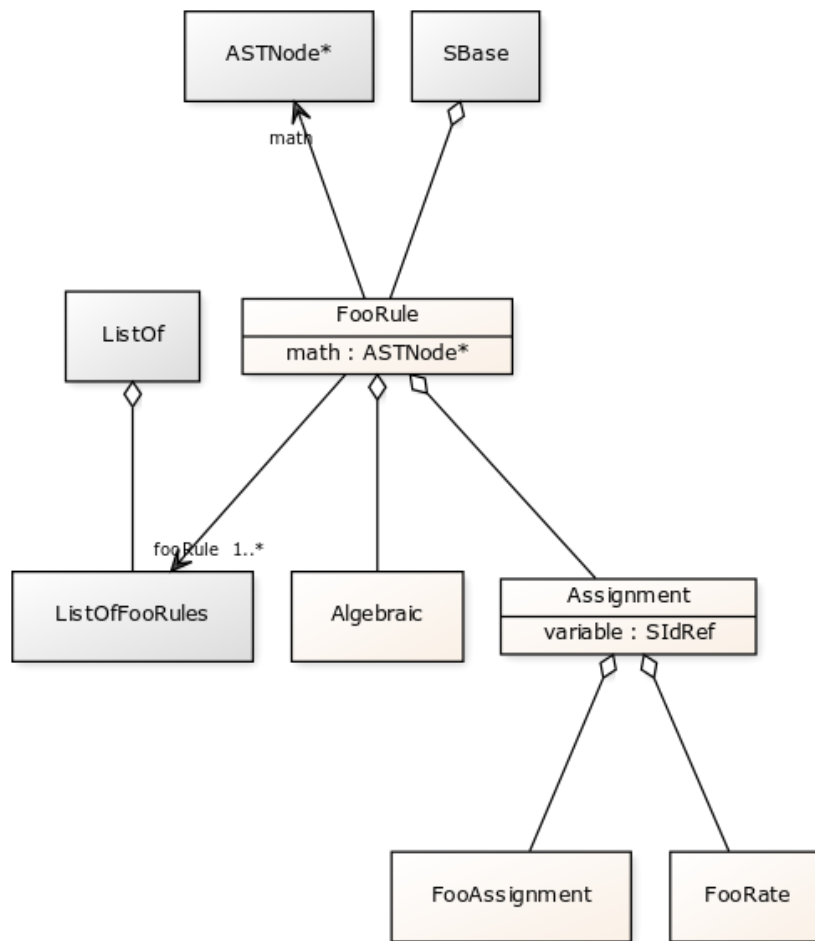 ASTNode*
SBase
math
ListOf
FooRule
math : ASTNode*
fooRule 1..*
ListOfFooRules
Algebraic
Assignment
variable : SIdRef
FooAssignment
FooRate